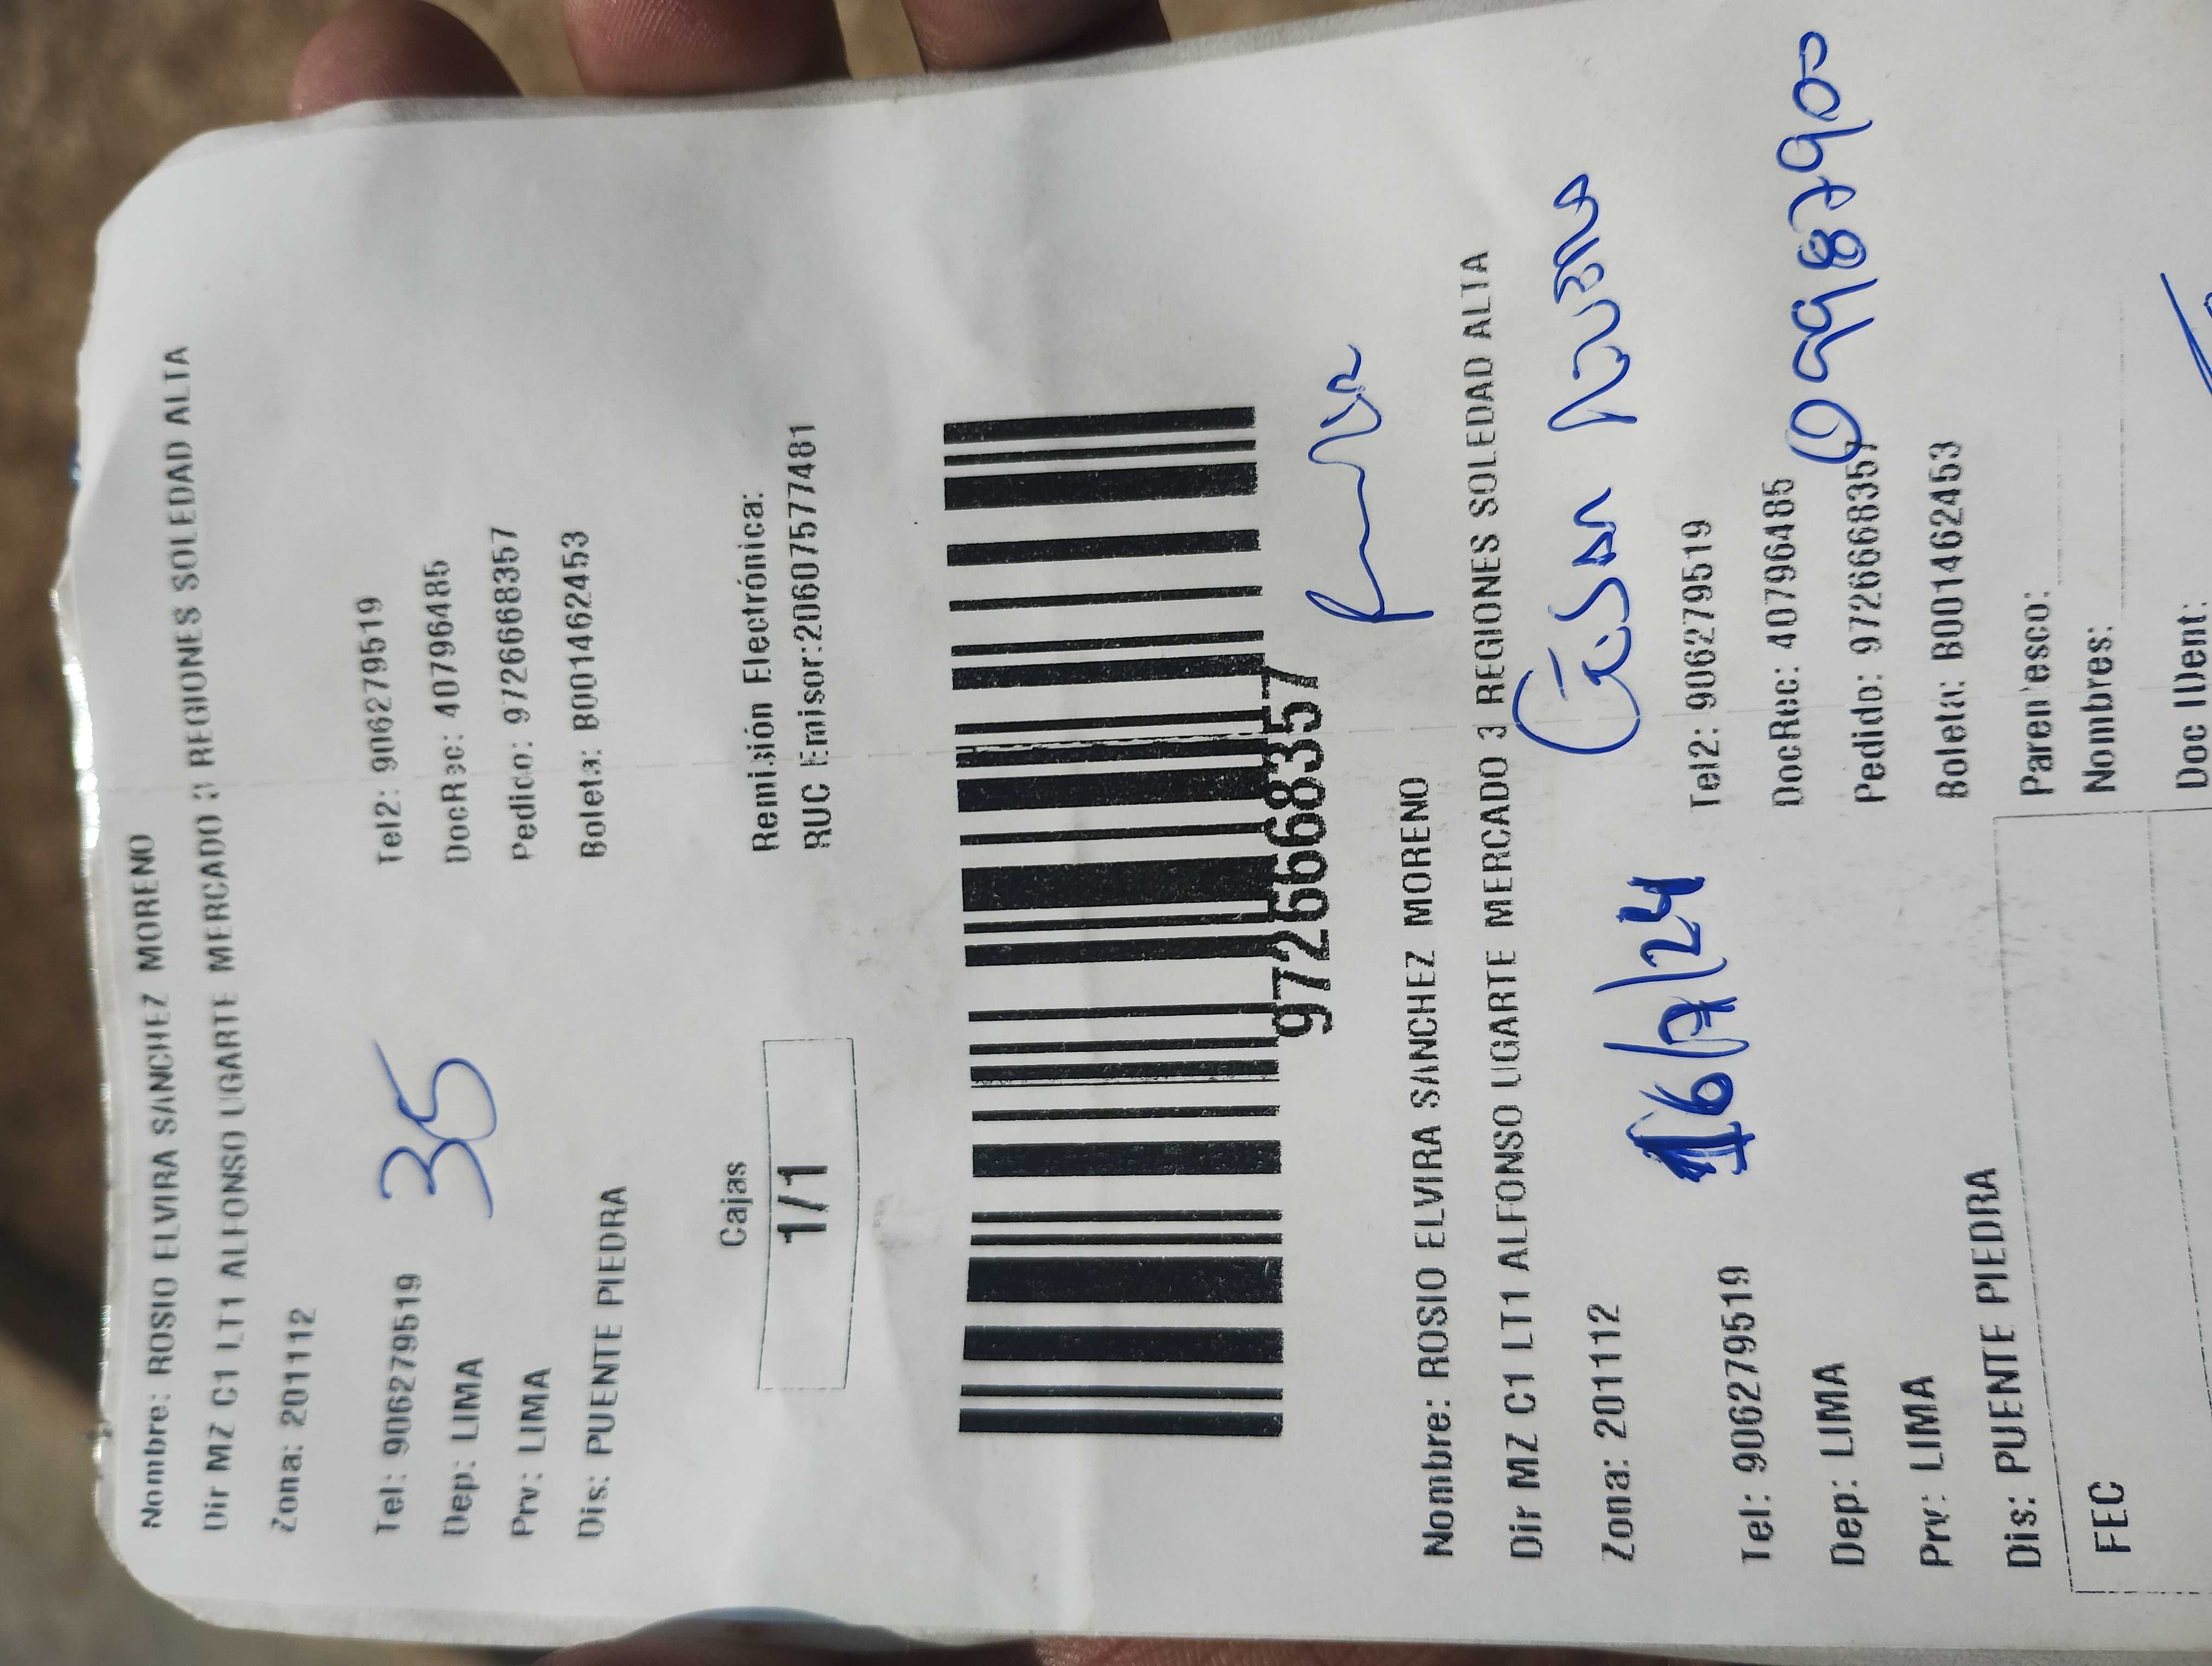 Nombre: ROSIO ELVIRA SANCHEZ MORENO
Dir MZ C1 LT1 ALFONSO UGARTE MERCADO 3 REGIONES SOLEDAD ALTA
Zona: 201112
Tel: 906279519 Tel2: 906279519
35
Dep: LIMA DocRec: 40796485
Prv: LIMA Pedido: 9726668357
Dis: PUENTE PIEDRA Boleta: B001462453
Cajas Remisión Electrónica:
1/1 RUC Emisor:20607577481
9726668357
Nombre: ROSIO ELVIRA SANCHEZ MORENO
Dir MZ C1 LT1 ALFONSO UGARTE MERCADO 3 REGIONES SOLEDAD ALTA
Zona: 201112
16/7/24
Tel: 906279519 Tel2: 906279519
Dep: LIMA DocRec: 40796485
Prv: LIMA Pedido: 9726668357
Dis: PUENTE PIEDRA Boleta: B001462453
Parentesco:
FEC Nombres:
Doc IDent: